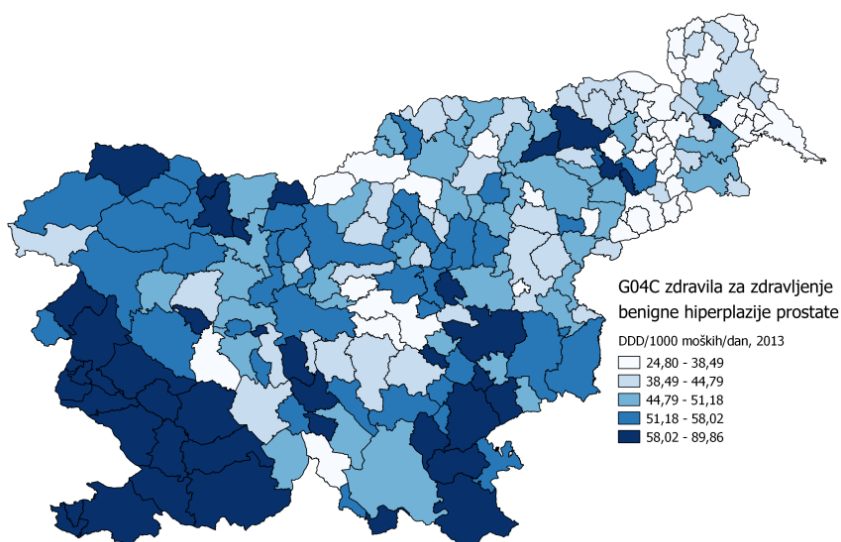 G04C zdravila za zdravljenje
benigne hiperplazije prostate
DDD/1000 moških/dan, 2013
24,80 - 38,49
38,49 - 44,79
44,79 - 51,18
51,18 - 58,02
58,02 - 89,86